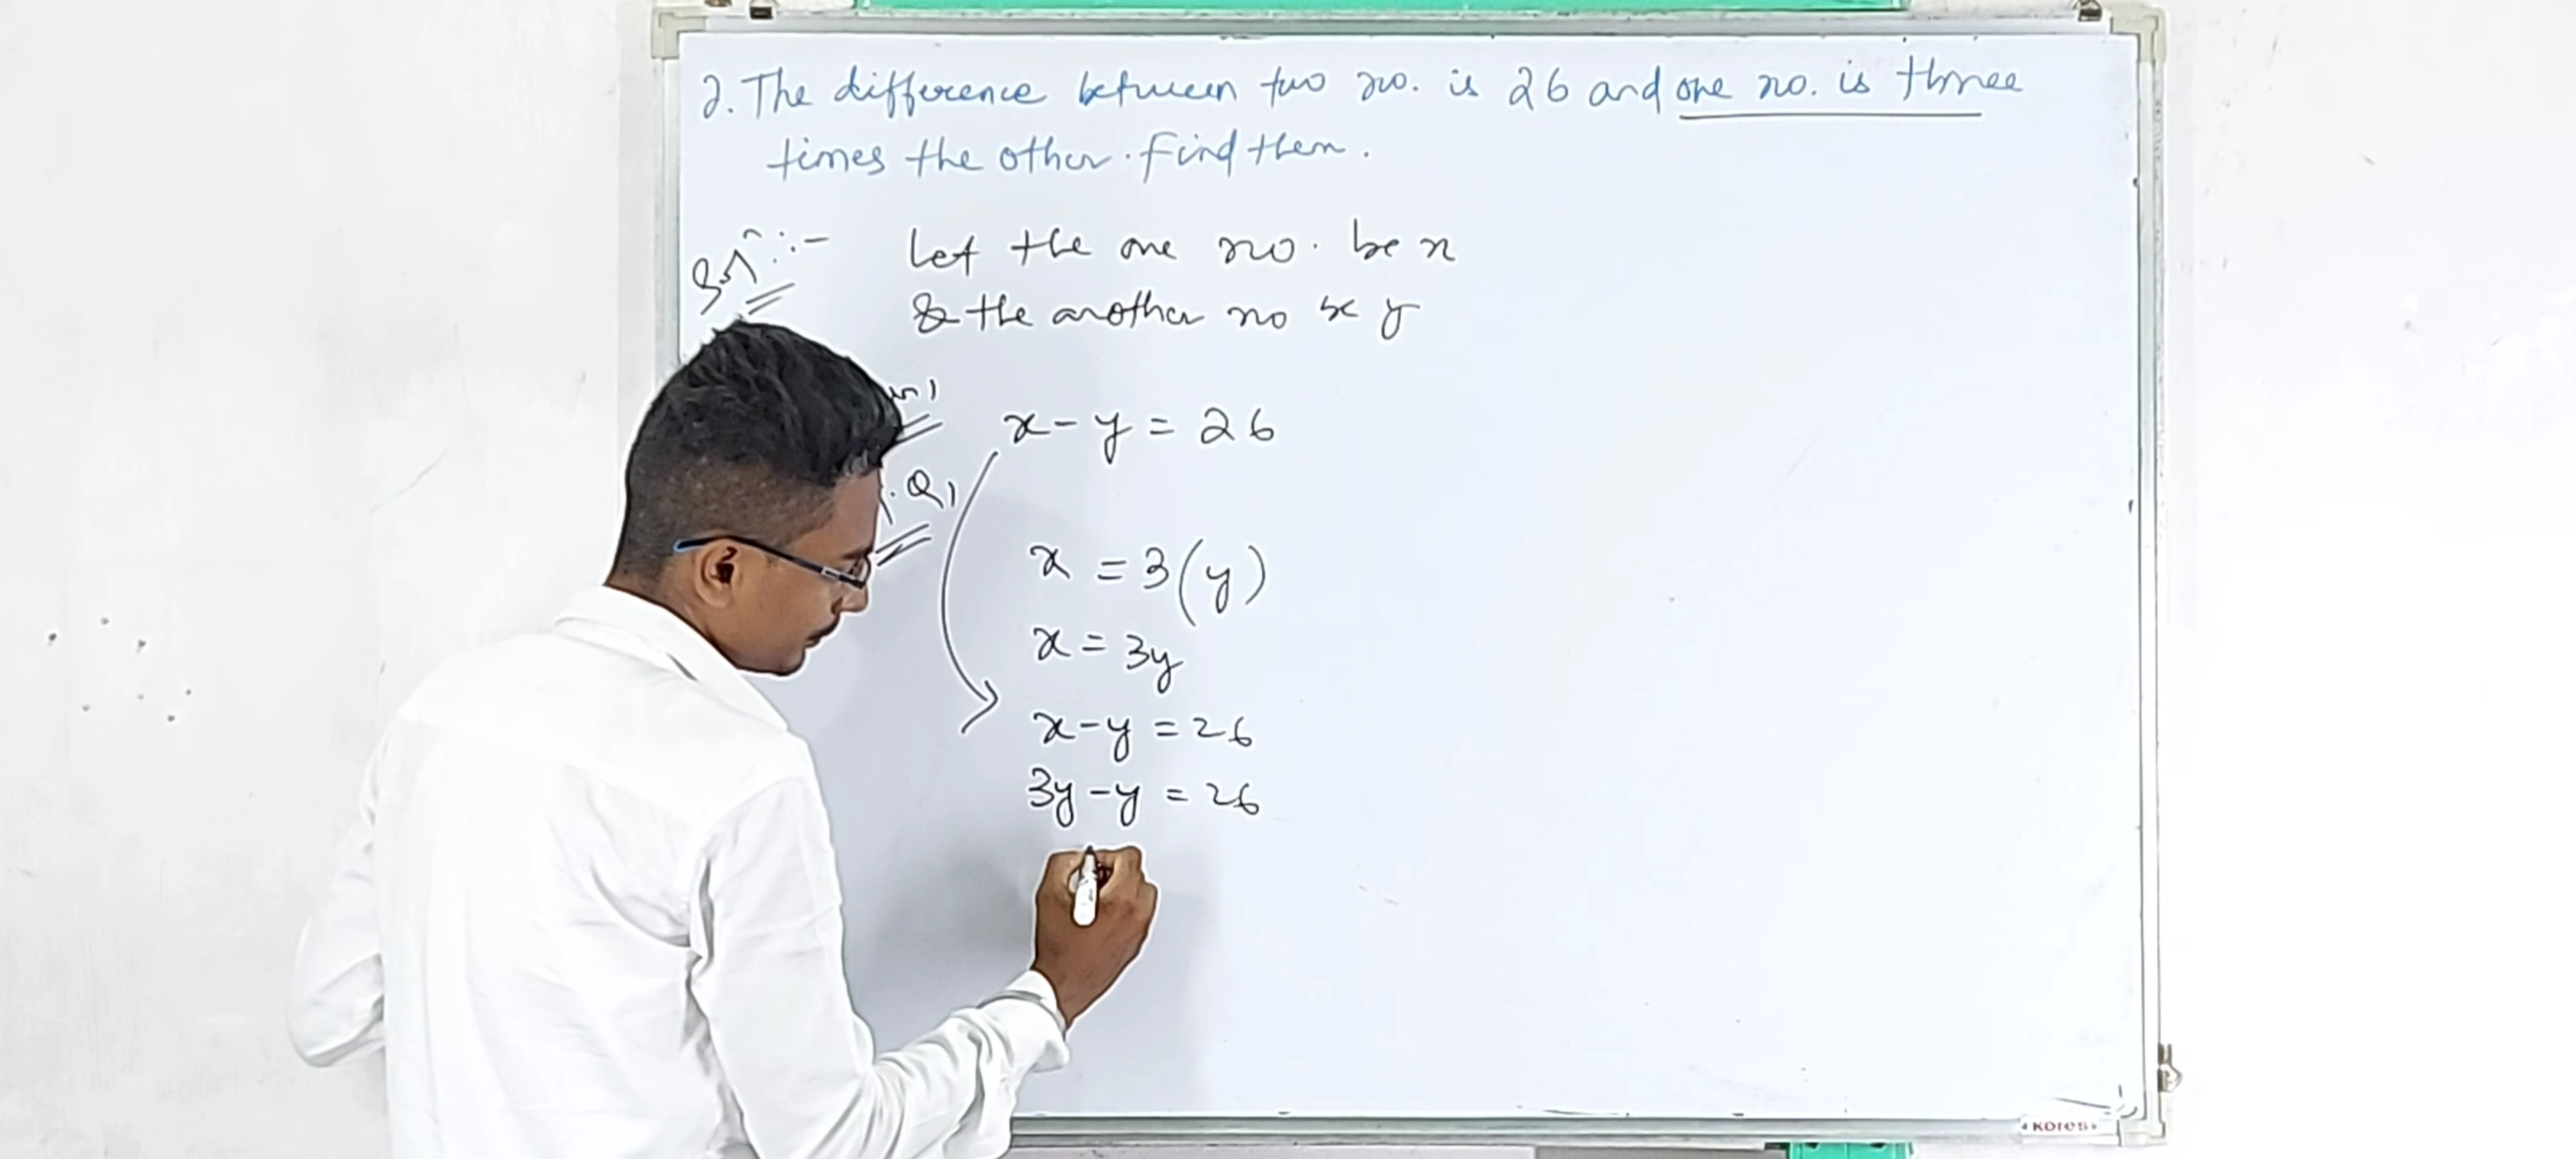 2. The difference between two no. is 26 and one no. is three
times the other. Find them.
Sol^n :-
Let the one no. be x
& the another no be y
x - y = 26
Q,
x = 3(y)
x = 3y
x - y = 26
3y - y = 26
Kores